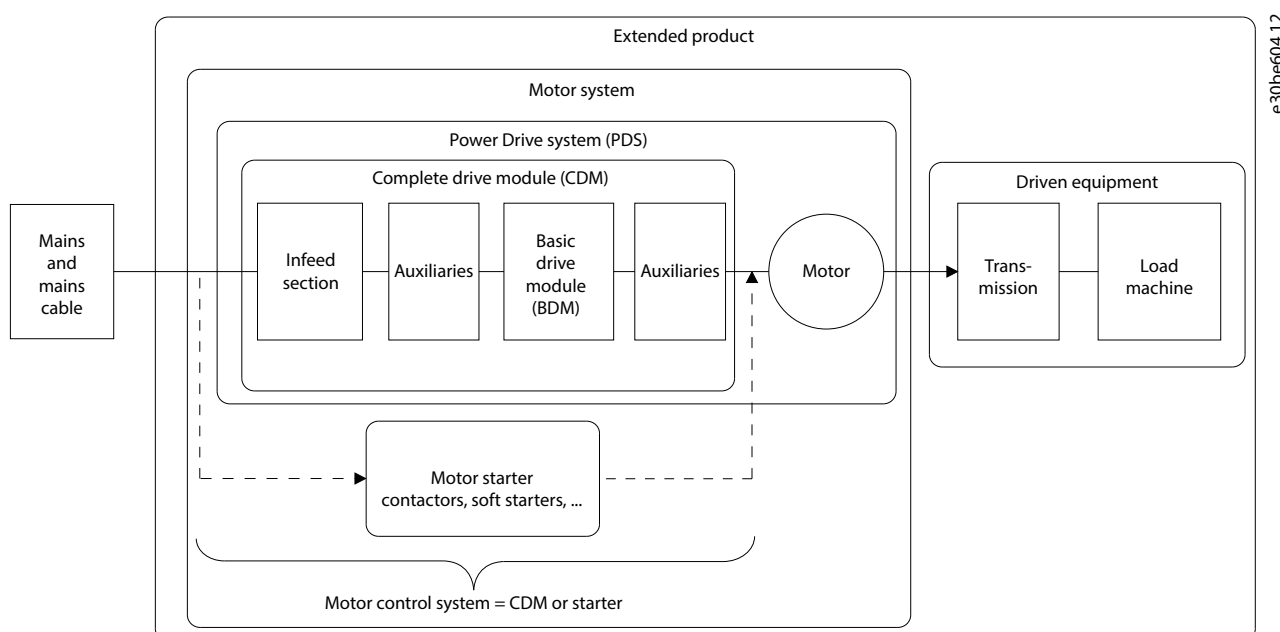 Extended product
e30be604.12
Motor system
Power Drive system (PDS)
Complete drive module (CDM)
Driven equipment
Mains
and
mains
cable
Infeed
section
Auxiliaries
Basic
drive
module
(BDM)
Auxiliaries
Motor
Trans-
mission
Load
machine
Motor starter
contactors, soft starters, ...
Motor control system = CDM or starter